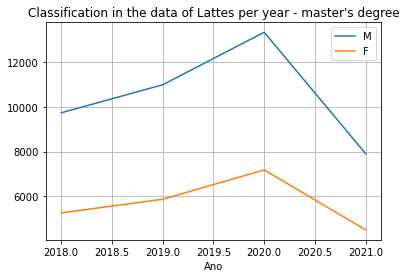 Classification in the data of Lattes per year - master's degree
M
F
12000
10000
8000
6000
2018.0 2018.5 2019.0 2019.5 2020.0 2020.5 2021.0
Ano